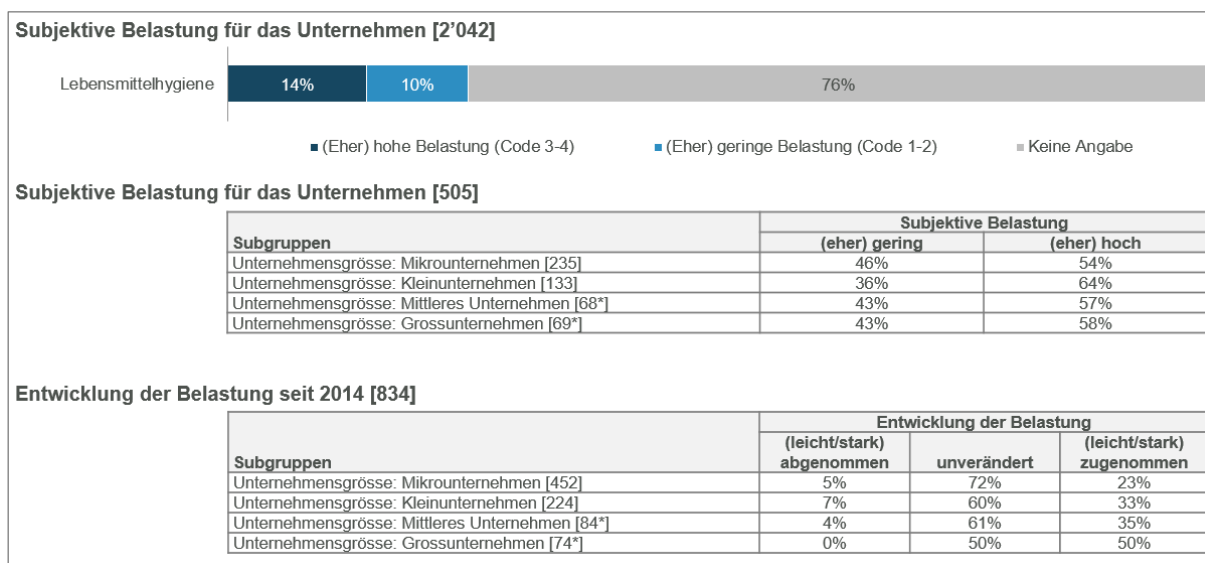 Subjektive Belastung für das Unternehmen [2’042]
Lebensmittelhygiene 14% 10% 76%
(Eher) hohe Belastung (Code 3-4) (Eher) geringe Belastung (Code 1-2) Keine Angabe
Subjektive Belastung für das Unternehmen [505]
Subjektive Belastung
Subgruppen (eher) gering (eher) hoch
Unternehmensgrösse: Mikrounternehmen [235] 46% 54%
Unternehmensgrösse: Kleinunternehmen [133] 36% 64%
Unternehmensgrösse: Mittleres Unternehmen [68*] 43% 57%
Unternehmensgrösse: Grossunternehmen [69*] 43% 58%
Entwicklung der Belastung seit 2014 [834]
Entwicklung der Belastung
(leicht/stark) (leicht/stark)
Subgruppen abgenommen unverändert zugenommen
Unternehmensgrösse: Mikrounternehmen [452] 5% 72% 23%
Unternehmensgrösse: Kleinunternehmen [224] 7% 60% 33%
Unternehmensgrösse: Mittleres Unternehmen [84*] 4% 61% 35%
Unternehmensgrösse: Grossunternehmen [74*] 0% 50% 50%